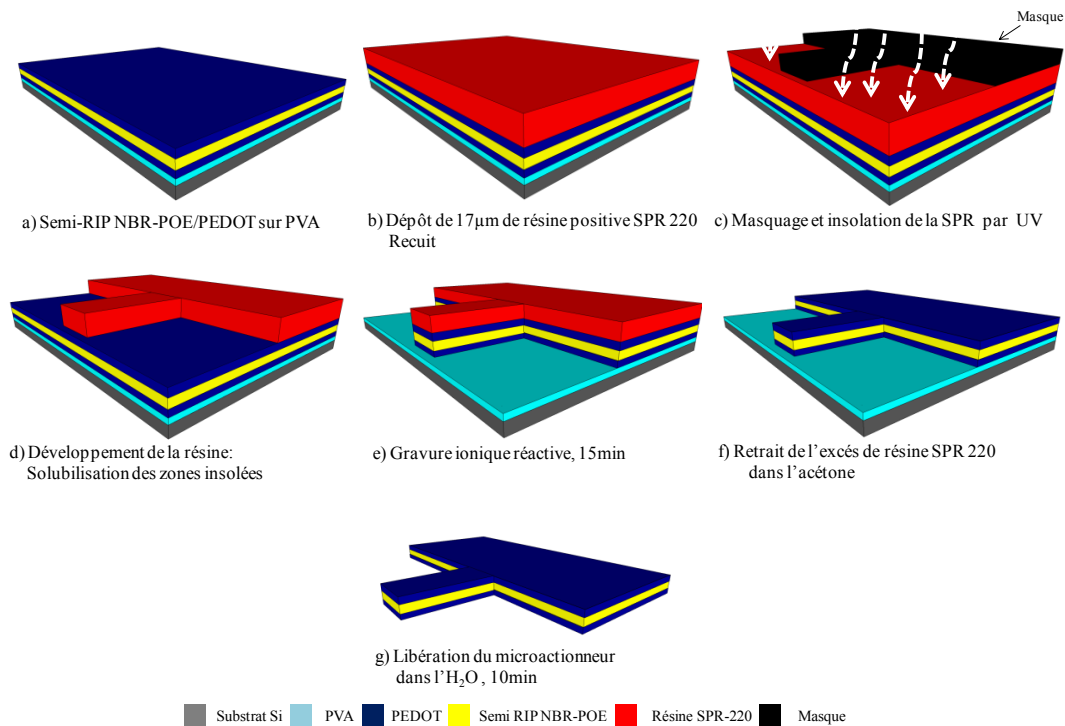 Masque
a) Semi-RIP NBR-POE/PEDOT sur PVA
b) Dépôt de 17µm de résine positive SPR 220
Recuit
c) Masquage et insolation de la SPR par UV
d) Développement de la résine:
Solubilisation des zones insolées
e) Gravure ionique réactive, 15min
f) Retrait de l'excés de résine SPR 220
dans l'acétone
g) Libération du microactionneur
dans l'H₂O , 10min
Substrat Si PVA PEDOT Semi RIP NBR-POE Résine SPR-220 Masque